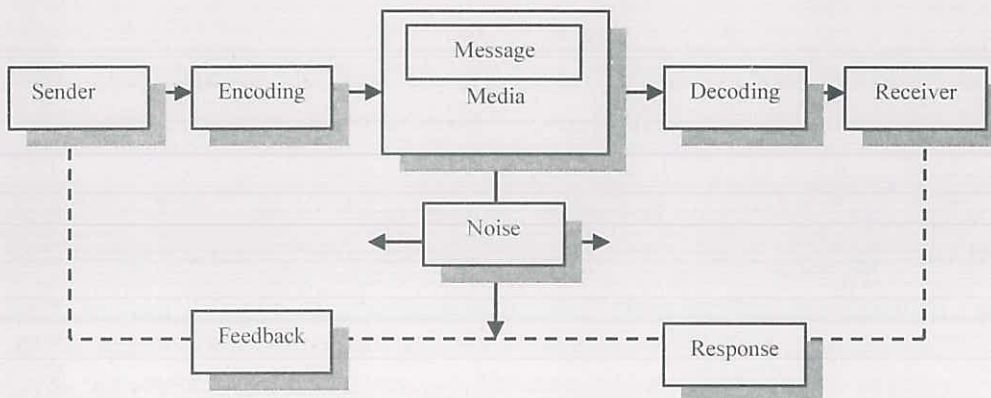 Message
Sender
Encoding
Media
Decoding
Receiver
Noise
Feedback
Response